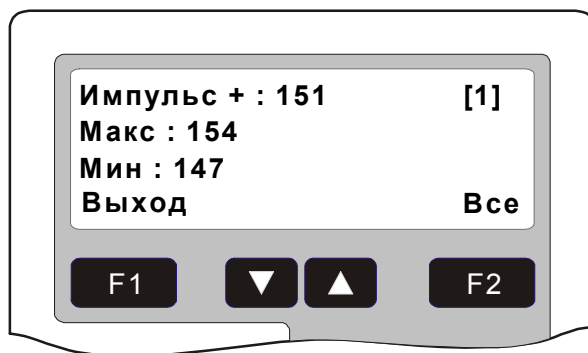 Импульс + : 151 [1]
Макс : 154
Мин : 147
Выход Все
F1 F2